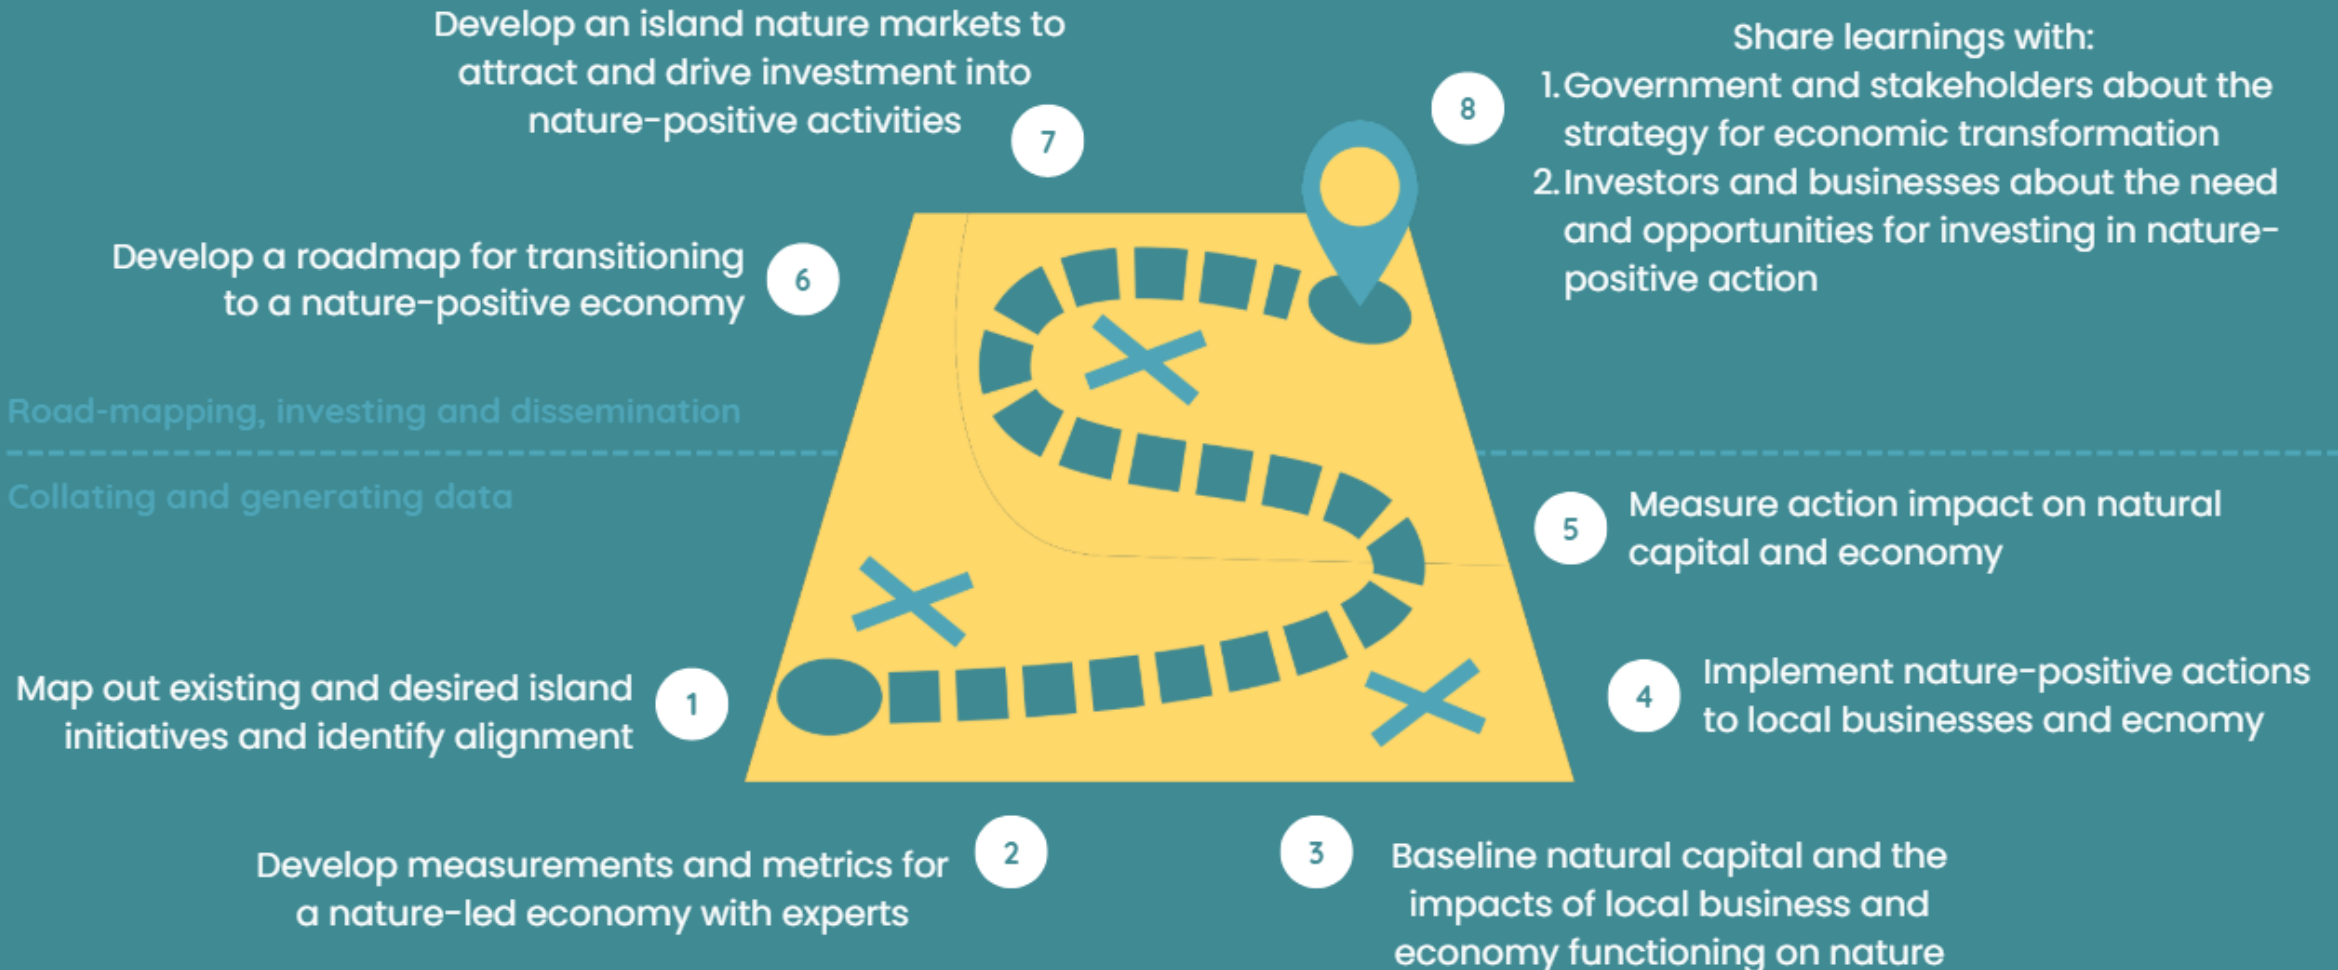 Develop an island nature markets to
attract and drive investment into
nature-positive activities
7
8
Share learnings with:
1. Government and stakeholders about the
strategy for economic transformation
2. Investors and businesses about the need
and opportunities for investing in nature-
positive action
Develop a roadmap for transitioning
to a nature-positive economy
6
Road-mapping, investing and dissemination
Collating and generating data
5
Measure action impact on natural
capital and economy
Map out existing and desired island
initiatives and identify alignment
1
4
Implement nature-positive actions
to local businesses and ecnomy
Develop measurements and metrics for
a nature-led economy with experts
2
3
Baseline natural capital and the
impacts of local business and
economy functioning on nature